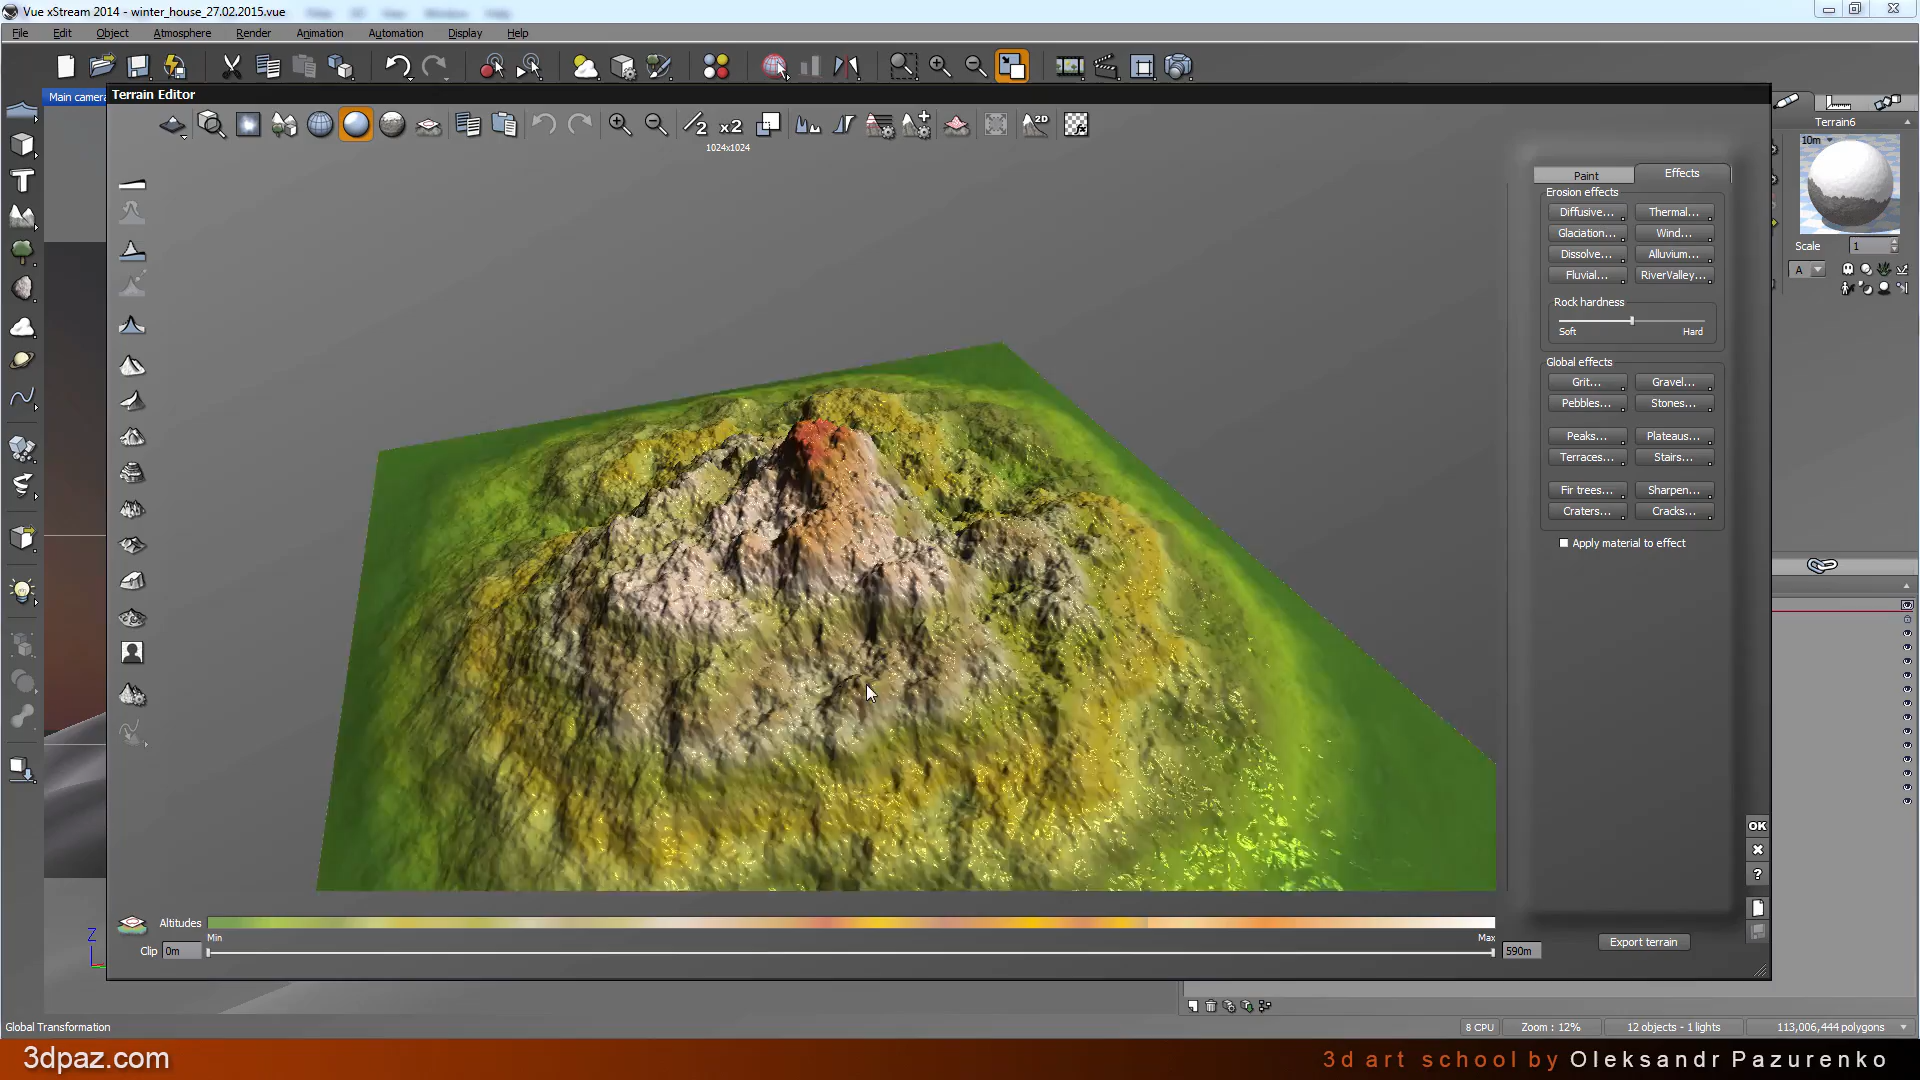 Vue xStream 2014 - winter_house_27.02.2015.vue
File Edit Object Atmosphere Render Animation Automation Display Help
Main camera
Terrain Editor
/2 x2 2D
1024x1024
Terrain6
10m
Paint Effects
Erosion effects
Diffusive... Thermal...
Glaciation... Wind...
Dissolve... Alluvium...
Fluvial... RiverValley...
Rock hardness
Soft Hard
Global effects
Grit... Gravel...
Pebbles... Stones...
Peaks... Plateaus...
Terraces... Stairs...
Fir trees... Sharpen...
Craters... Cracks...
Apply material to effect
Scale 1
A
OK
?
Altitudes
Min Max
Clip 0m 590m
Export terrain
Z
Global Transformation
8 CPU Zoom : 12% 12 objects - 1 lights 113,006,444 polygons
3dpaz.com
3d art school by Oleksandr Pazurenko